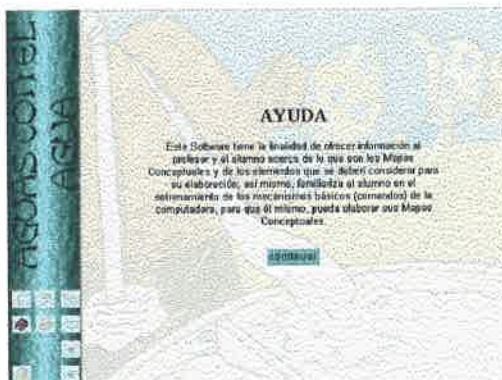 AGUAS con el
AGUA
AYUDA
Este Software tiene la finalidad de ofrecer información al
profesor y al alumno acerca de lo que son los Mapas
Conceptuales y de los elementos que se deben considerar para
su elaboración; así mismo, familiariza al alumno en el
entrenamiento de los mecanismos básicos (comandos) de la
computadora, para que él mismo, pueda elaborar sus Mapas
Conceptuales.
continuar